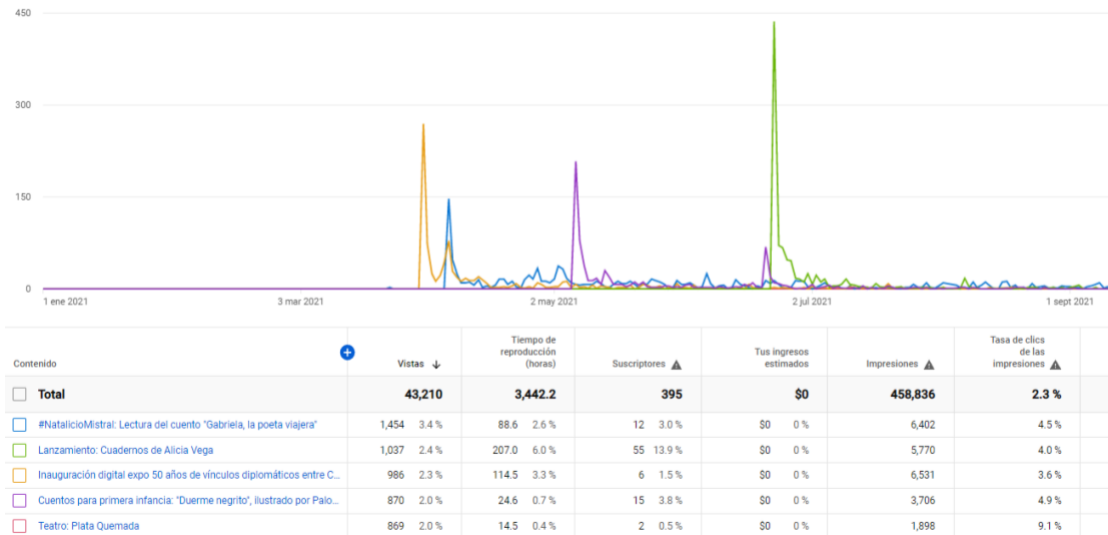 450
300
150
0
1 ene 2021 3 mar 2021 2 may 2021 2 jul 2021 1 sept 2021
Tiempo de Tasa de clics
reproducción Tus ingresos de las
Contenido Vistas (horas) Suscriptores estimados Impresiones impresiones
Total 43,210 3,442.2 395 $0 458,836 2.3 %
#NatalicioMistral: Lectura del cuento "Gabriela, la poeta viajera" 1,454 3.4 % 88.6 2.6 % 12 3.0 % $0 0 % 6,402 4.5 %
Lanzamiento: Cuadernos de Alicia Vega 1,037 2.4 % 207.0 6.0 % 55 13.9 % $0 0 % 5,770 4.0 %
Inauguración digital expo 50 años de vínculos diplomáticos entre C... 986 2.3 % 114.5 3.3 % 6 1.5 % $0 0 % 6,531 3.6 %
Cuentos para primera infancia: "Duerme negrito", ilustrado por Palo... 870 2.0 % 24.6 0.7 % 15 3.8 % $0 0 % 3,706 4.9 %
Teatro: Plata Quemada 869 2.0 % 14.5 0.4 % 2 0.5 % $0 0 % 1,898 9.1 %